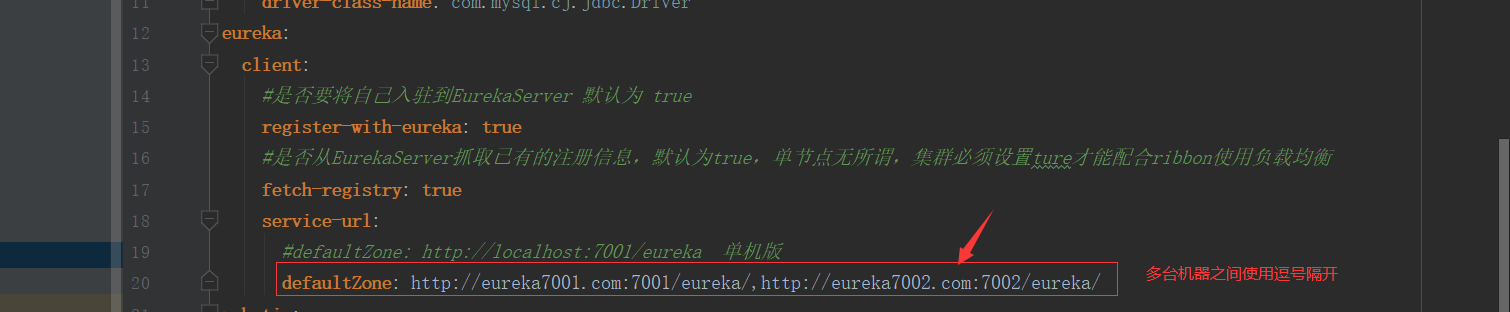 11 driver-class-name: com.mysql.cj.jdbc.Driver
12 eureka:
13 client:
14 #是否要将自己入驻到EurekaServer 默认为 true
15 register-with-eureka: true
16 #是否从EurekaServer抓取已有的注册信息，默认为true，单节点无所谓，集群必须设置ture才能配合ribbon使用负载均衡
17 fetch-registry: true
18 service-url:
19 #defaultZone: http://localhost:7001/eureka 单机版
20 defaultZone: http://eureka7001.com:7001/eureka/,http://eureka7002.com:7002/eureka/
多台机器之间使用逗号隔开